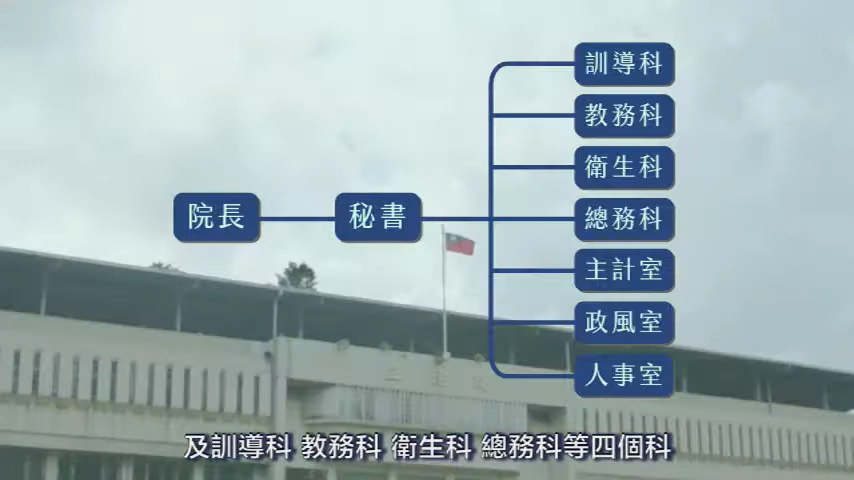 訓導科
教務科
衛生科
院長
秘書
總務科
主計室
政風室
人事室
及訓導科 教務科 衛生科 總務科等四個科